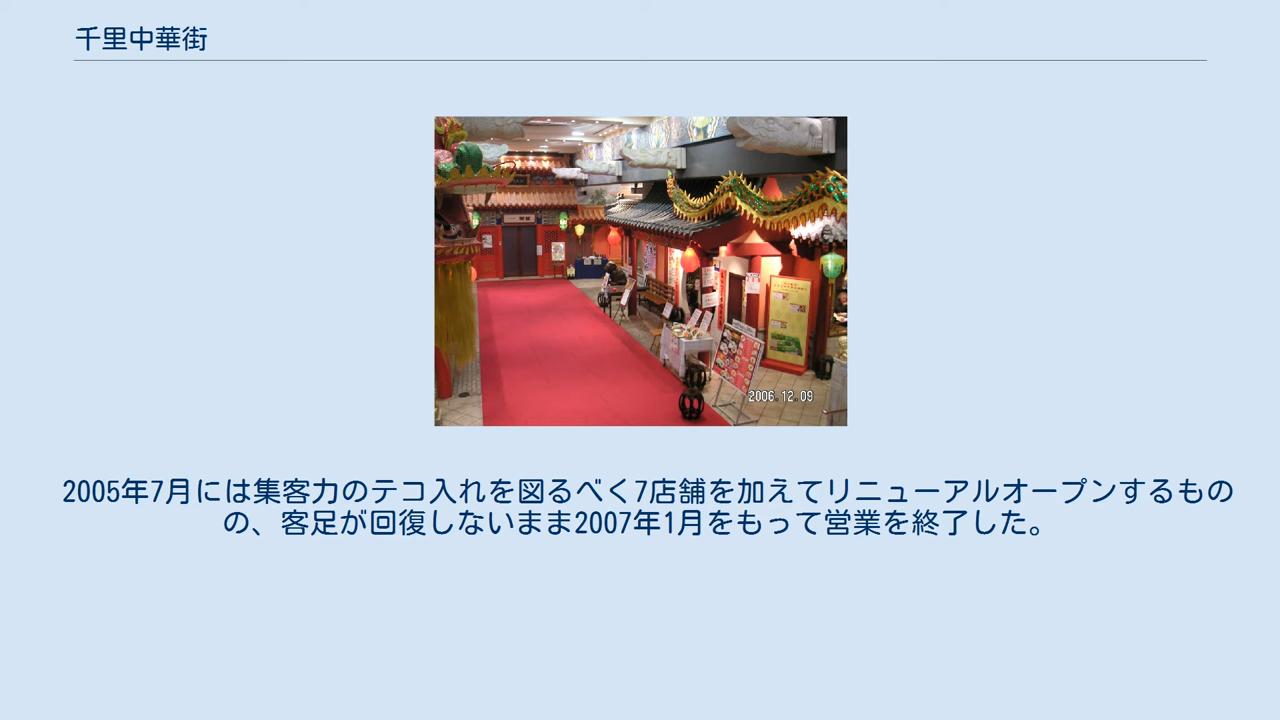 千里中華街
2006.12.09
2005年7月には集客力のテコ入れを図るべく7店舗を加えてリニューアルオープンするもの
の、客足が回復しないまま2007年1月をもって営業を終了した。